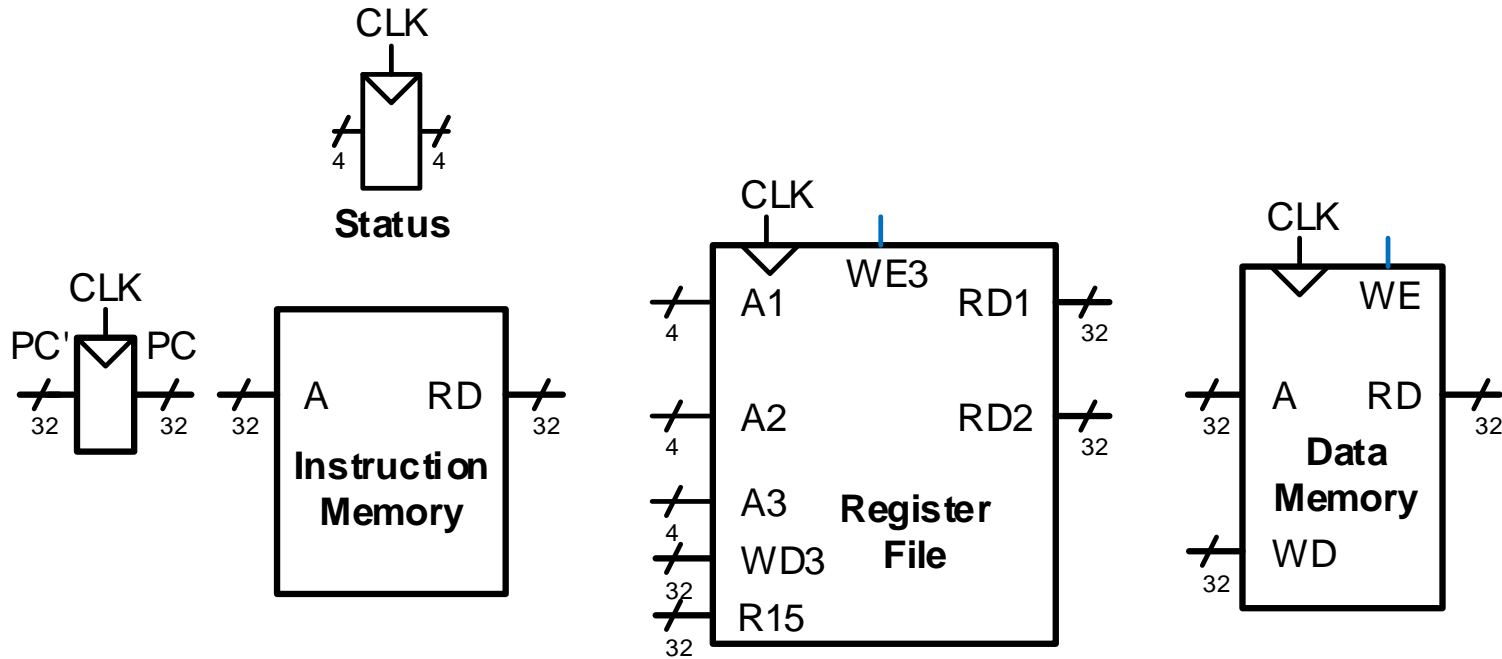 CLK
4
4
Status
CLK
PC'
PC
32
32
32
A
RD
32
Instruction
Memory
CLK
WE3
A1
4
RD1
32
A2
4
RD2
32
A3
4
WD3
32
R15
32
Register
File
CLK
WE
A
32
RD
32
Data
Memory
WD
32